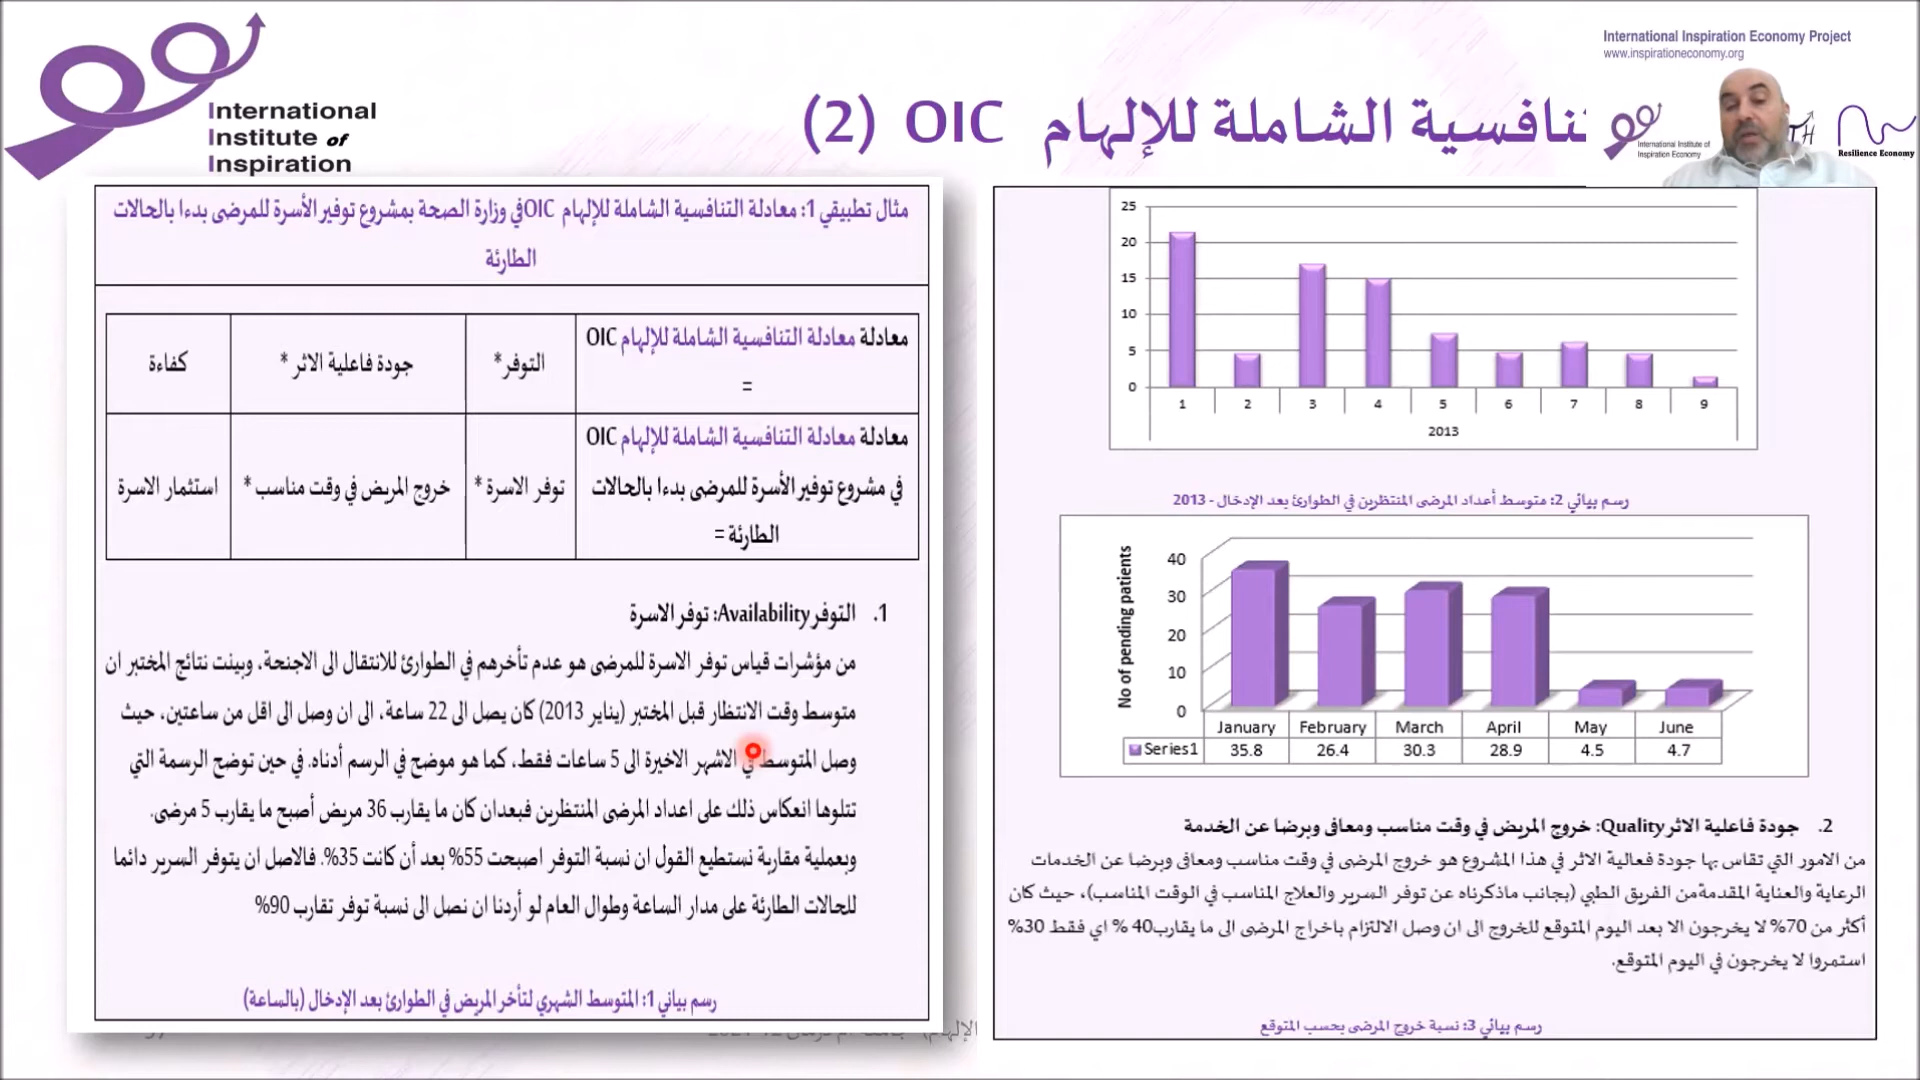 International
Institute of
Inspiration
International Inspiration Economy Project
www.inspirationeconomy.org
International Institute of
Inspiration Economy
TH
Resilience Economy
تنافسية الشاملة للإلهام OIC (2)
مثال تطبيقي 1: معادلة التنافسية الشاملة للإلهام OICفي وزارة الصحة بمشروع توفير الأسرة للمرضى بدءا بالحالات
الطارئة
معادلة معادلة التنافسية الشاملة للإلهام OIC
=
التوفر*
جودة فاعلية الاثر *
كفاءة
معادلة معادلة التنافسية الشاملة للإلهام OIC
في مشروع توفير الأسرة للمرضى بدءا بالحالات
الطارئة =
توفر الاسرة *
خروج المريض في وقت مناسب *
استثمار الاسرة
1. التوفر Availability: توفر الاسرة
من مؤشرات قياس توفر الاسرة للمرضى هو عدم تأخرهم في الطوارئ للانتقال الى الاجنحة، وبينت نتائج المختبر ان
متوسط وقت الانتظار قبل المختبر (يناير 2013) كان يصل الى 22 ساعة، الى ان وصل الى اقل من ساعتين، حيث
وصل المتوسط في الاشهر الاخيرة الى 5 ساعات فقط، كما هو موضح في الرسم أدناه. في حين توضح الرسمة التي
تتلوها انعكاس ذلك على اعداد المرضى المنتظرين فبعدان كان ما يقارب 36 مريض أصبح ما يقارب 5 مرضى.
وبعملية مقاربة نستطيع القول ان نسبة التوفر اصبحت 55% بعد أن كانت 35%. فالاصل ان يتوفر السرير دائما
للحالات الطارئة على مدار الساعة وطوال العام لو أردنا ان نصل الى نسبة توفر تقارب 90%
رسم بياني 1: المتوسط الشهري لتأخر المريض في الطوارئ بعد الإدخال (بالساعة)
25
20
15
10
5
0
1 2 3 4 5 6 7 8 9
2013
رسم بياني 2: متوسط أعداد المرضى المنتظرين في الطوارئ بعد الإدخال - 2013
No of pending patients
40
30
20
10
0
January February March April May June
Series1 35.8 26.4 30.3 28.9 4.5 4.7
2. جودة فاعلية الاثر Quality: خروج المريض في وقت مناسب ومعافى وبرضا عن الخدمة
من الامور التي تقاس بها جودة فعالية الاثر في هذا المشروع هو خروج المرضى في وقت مناسب ومعافى وبرضا عن الخدمات
الرعاية والعناية المقدمةمن الفريق الطبي (بجانب ماذكرناه عن توفر السرير والعلاج المناسب في الوقت المناسب)، حيث كان
أكثر من 70% لا يخرجون الا بعد اليوم المتوقع للخروج الى ان وصل الالتزام باخراج المرضى الى ما يقارب40 % اي فقط 30%
استمروا لا يخرجون في اليوم المتوقع.
رسم بياني 3: نسبة خروج المرضى بحسب المتوقع